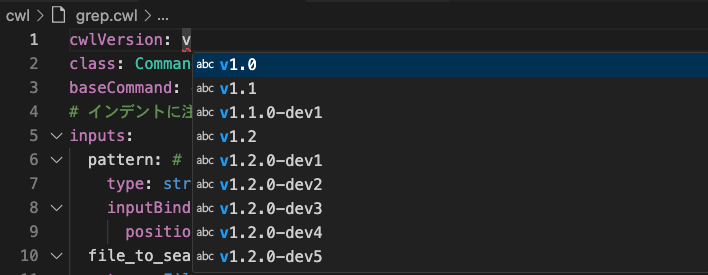 cwl > grep.cwl > ...
1 cwlVersion: v
abc v1.0
2 class: Comman
abc v1.1
3 baseCommand:
abc v1.1.0-dev1
4 # インデントに注
abc v1.2
5 inputs:
abc v1.2.0-dev1
6 pattern: #
abc v1.2.0-dev2
7 type: str
abc v1.2.0-dev3
8 inputBind
abc v1.2.0-dev4
9 positio
abc v1.2.0-dev5
10 file_to_sea